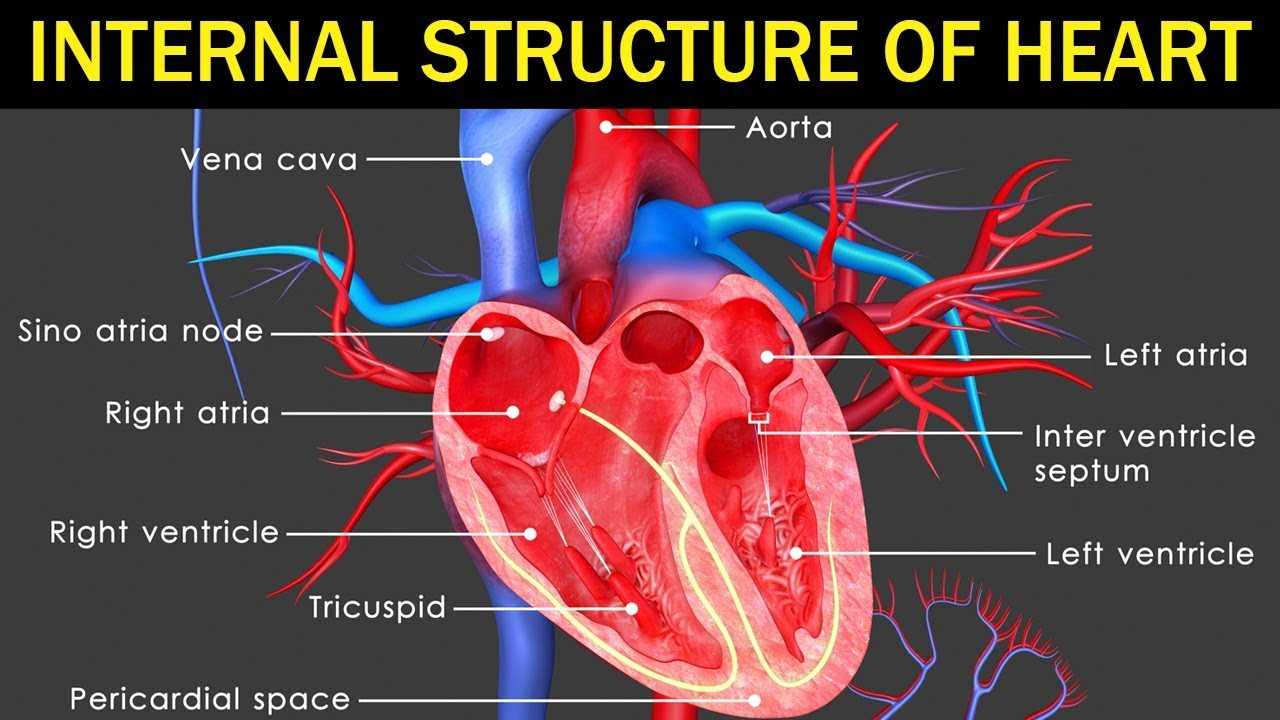 INTERNAL STRUCTURE OF HEART
Aorta
Vena cava
Sino atria node
Left atria
Right atria
Inter ventricle
septum
Right ventricle
Left ventricle
Tricuspid
Pericardial space